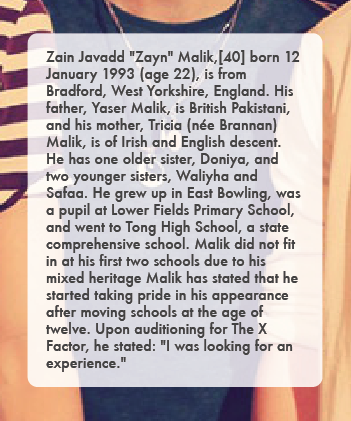 Zain Javadd "Zayn" Malik,[40] born 12
January 1993 (age 22), is from
Bradford, West Yorkshire, England. His
father, Yaser Malik, is British Pakistani,
and his mother, Tricia (née Brannan)
Malik, is of Irish and English descent.
He has one older sister, Doniya, and
two younger sisters, Waliyha and
Safaa. He grew up in East Bowling, was
a pupil at Lower Fields Primary School,
and went to Tong High School, a state
comprehensive school. Malik did not fit
in at his first two schools due to his
mixed heritage Malik has stated that he
started taking pride in his appearance
after moving schools at the age of
twelve. Upon auditioning for The X
Factor, he stated: "I was looking for an
experience."